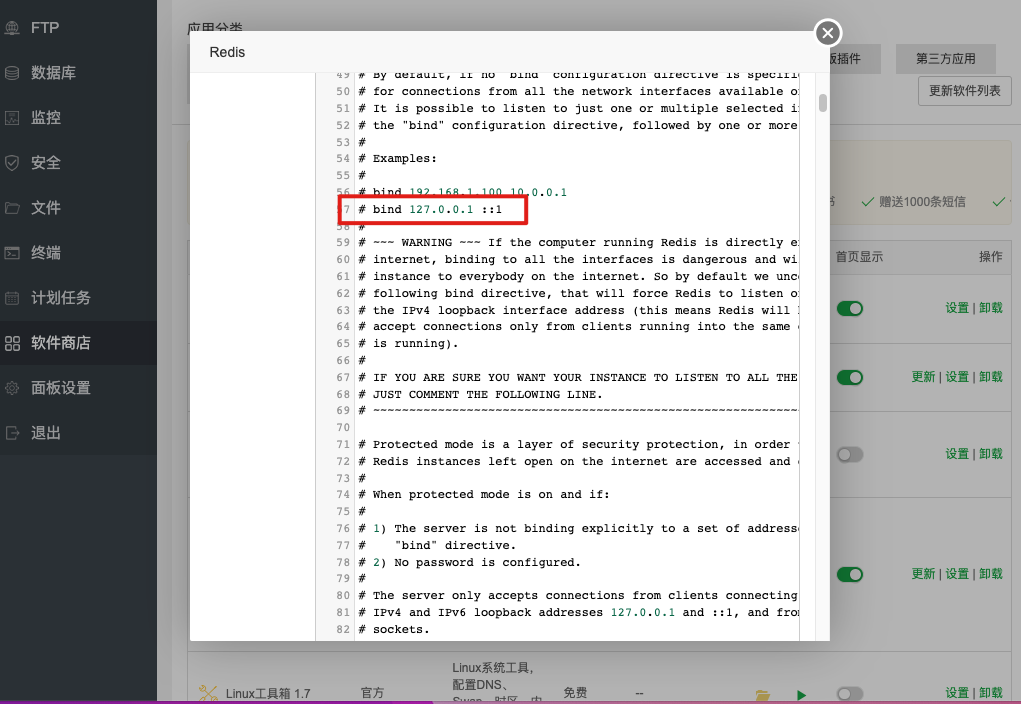 FTP
数据库
监控
安全
文件
终端
计划任务
软件商店
面板设置
退出
应用分类
版插件
第三方应用
更新软件列表
Redis
49 # By default, if no "bind" configuration directive is specifi
50 # for connections from all the network interfaces available o
51 # It is possible to listen to just one or multiple selected i
52 # the "bind" configuration directive, followed by one or more
53 #
54 # Examples:
55 #
56 # bind 192.168.1.100 10.0.0.1
57 # bind 127.0.0.1 ::1
58 #
59 # ~~~ WARNING ~~~ If the computer running Redis is directly e
60 # internet, binding to all the interfaces is dangerous and wi
61 # instance to everybody on the internet. So by default we unc
62 # following bind directive, that will force Redis to listen o
63 # the IPv4 loopback interface address (this means Redis will
64 # accept connections only from clients running into the same
65 # is running).
66 #
67 # IF YOU ARE SURE YOU WANT YOUR INSTANCE TO LISTEN TO ALL THE
68 # JUST COMMENT THE FOLLOWING LINE.
69 # ~~~~~~~~~~~~~~~~~~~~~~~~~~~~~~~~~~~~~~~~~~~~~~~~~~~~~~~~~~~~~
70
71 # Protected mode is a layer of security protection, in order
72 # Redis instances left open on the internet are accessed and
73 #
74 # When protected mode is on and if:
75 #
76 # 1) The server is not binding explicitly to a set of addresse
77 #    "bind" directive.
78 # 2) No password is configured.
79 #
80 # The server only accepts connections from clients connecting
81 # IPv4 and IPv6 loopback addresses 127.0.0.1 and ::1, and from
82 # sockets.
赠送1000条短信
首页显示 操作
设置 | 卸载
更新 | 设置 | 卸载
设置 | 卸载
更新 | 设置 | 卸载
Linux工具箱 1.7 官方 Linux系统工具, 免费 -- 设置 | 卸载
配置DNS、
Swap、时区、内